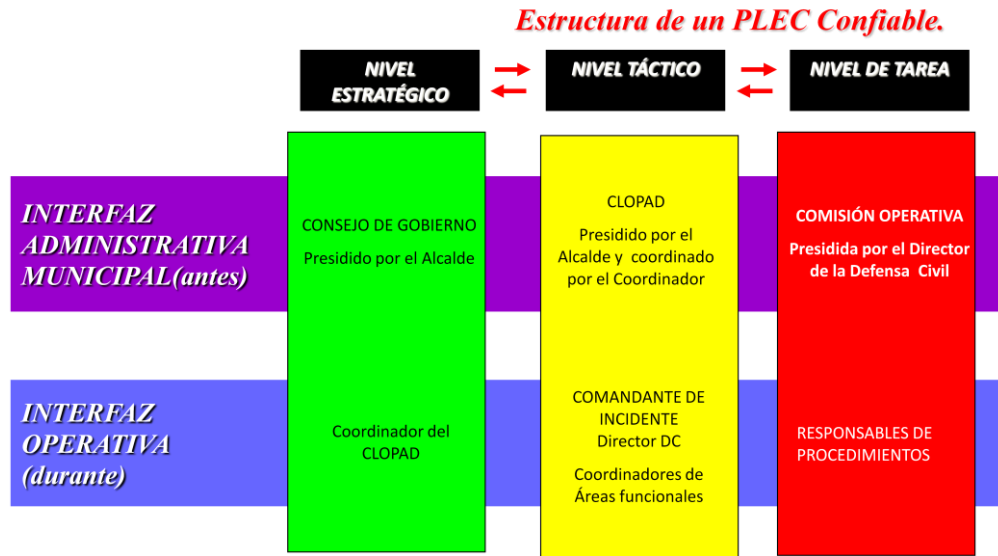 Estructura de un PLEC Confiable.
NIVEL
ESTRATÉGICO
NIVEL TÁCTICO
NIVEL DE TAREA
INTERFAZ
ADMINISTRATIVA
MUNICIPAL(antes)
CONSEJO DE GOBIERNO
Presidido por el Alcalde
CLOPAD
Presidido por el
Alcalde y coordinado
por el Coordinador
COMISIÓN OPERATIVA
Presidida por el Director
de la Defensa Civil
INTERFAZ
OPERATIVA
(durante)
Coordinador del
CLOPAD
COMANDANTE DE
INCIDENTE
Director DC
Coordinadores de
Áreas funcionales
RESPONSABLES DE
PROCEDIMIENTOS